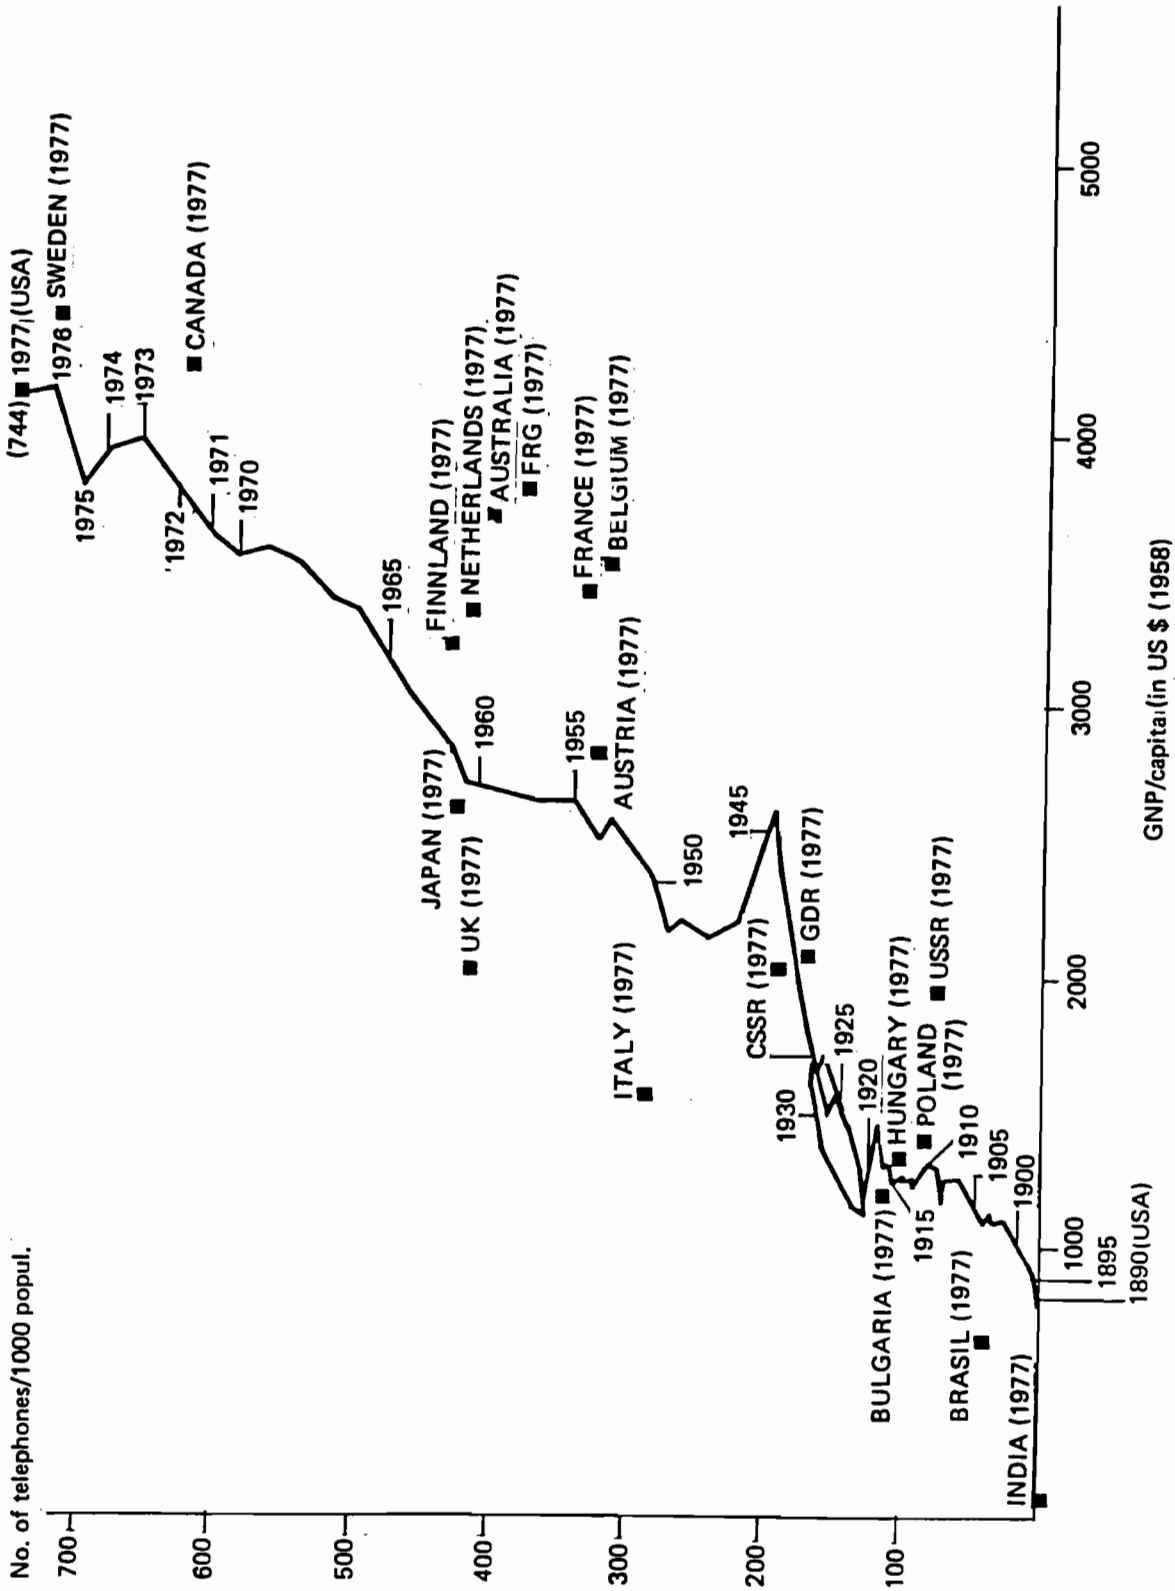 No. of telephones/1000 popul.
700
600
500
400
300
200
100
(744) 1977 (USA)
1976
SWEDEN (1977)
1975
1974
1973
CANADA (1977)
'1972
1971
1970
1965
FINNLAND (1977)
NETHERLANDS (1977)
AUSTRALIA (1977)
FRG (1977)
JAPAN (1977)
UK (1977)
1960
FRANCE (1977)
BELGIUM (1977)
1955
AUSTRIA (1977)
ITALY (1977)
1950
1945
CSSR (1977)
GDR (1977)
1930
1925
1920
HUNGARY (1977)
POLAND
(1977)
USSR (1977)
BULGARIA (1977)
1915
1910
1905
1900
BRASIL (1977)
INDIA (1977)
1895
1890(USA)
1000
2000
3000
4000
5000
GNP/capita(in US $ (1958)